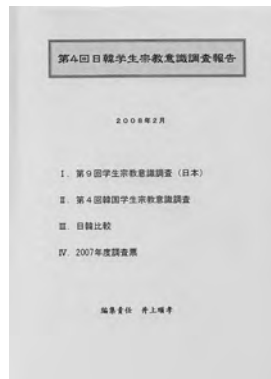 第4回日韓学生宗教意識調査報告
2008年2月
Ⅰ．第9回学生宗教意識調査（日本）
Ⅱ．第4回韓国学生宗教意識調査
Ⅲ．日韓比較
Ⅳ．2007年度調査票
編集責任 井上順孝